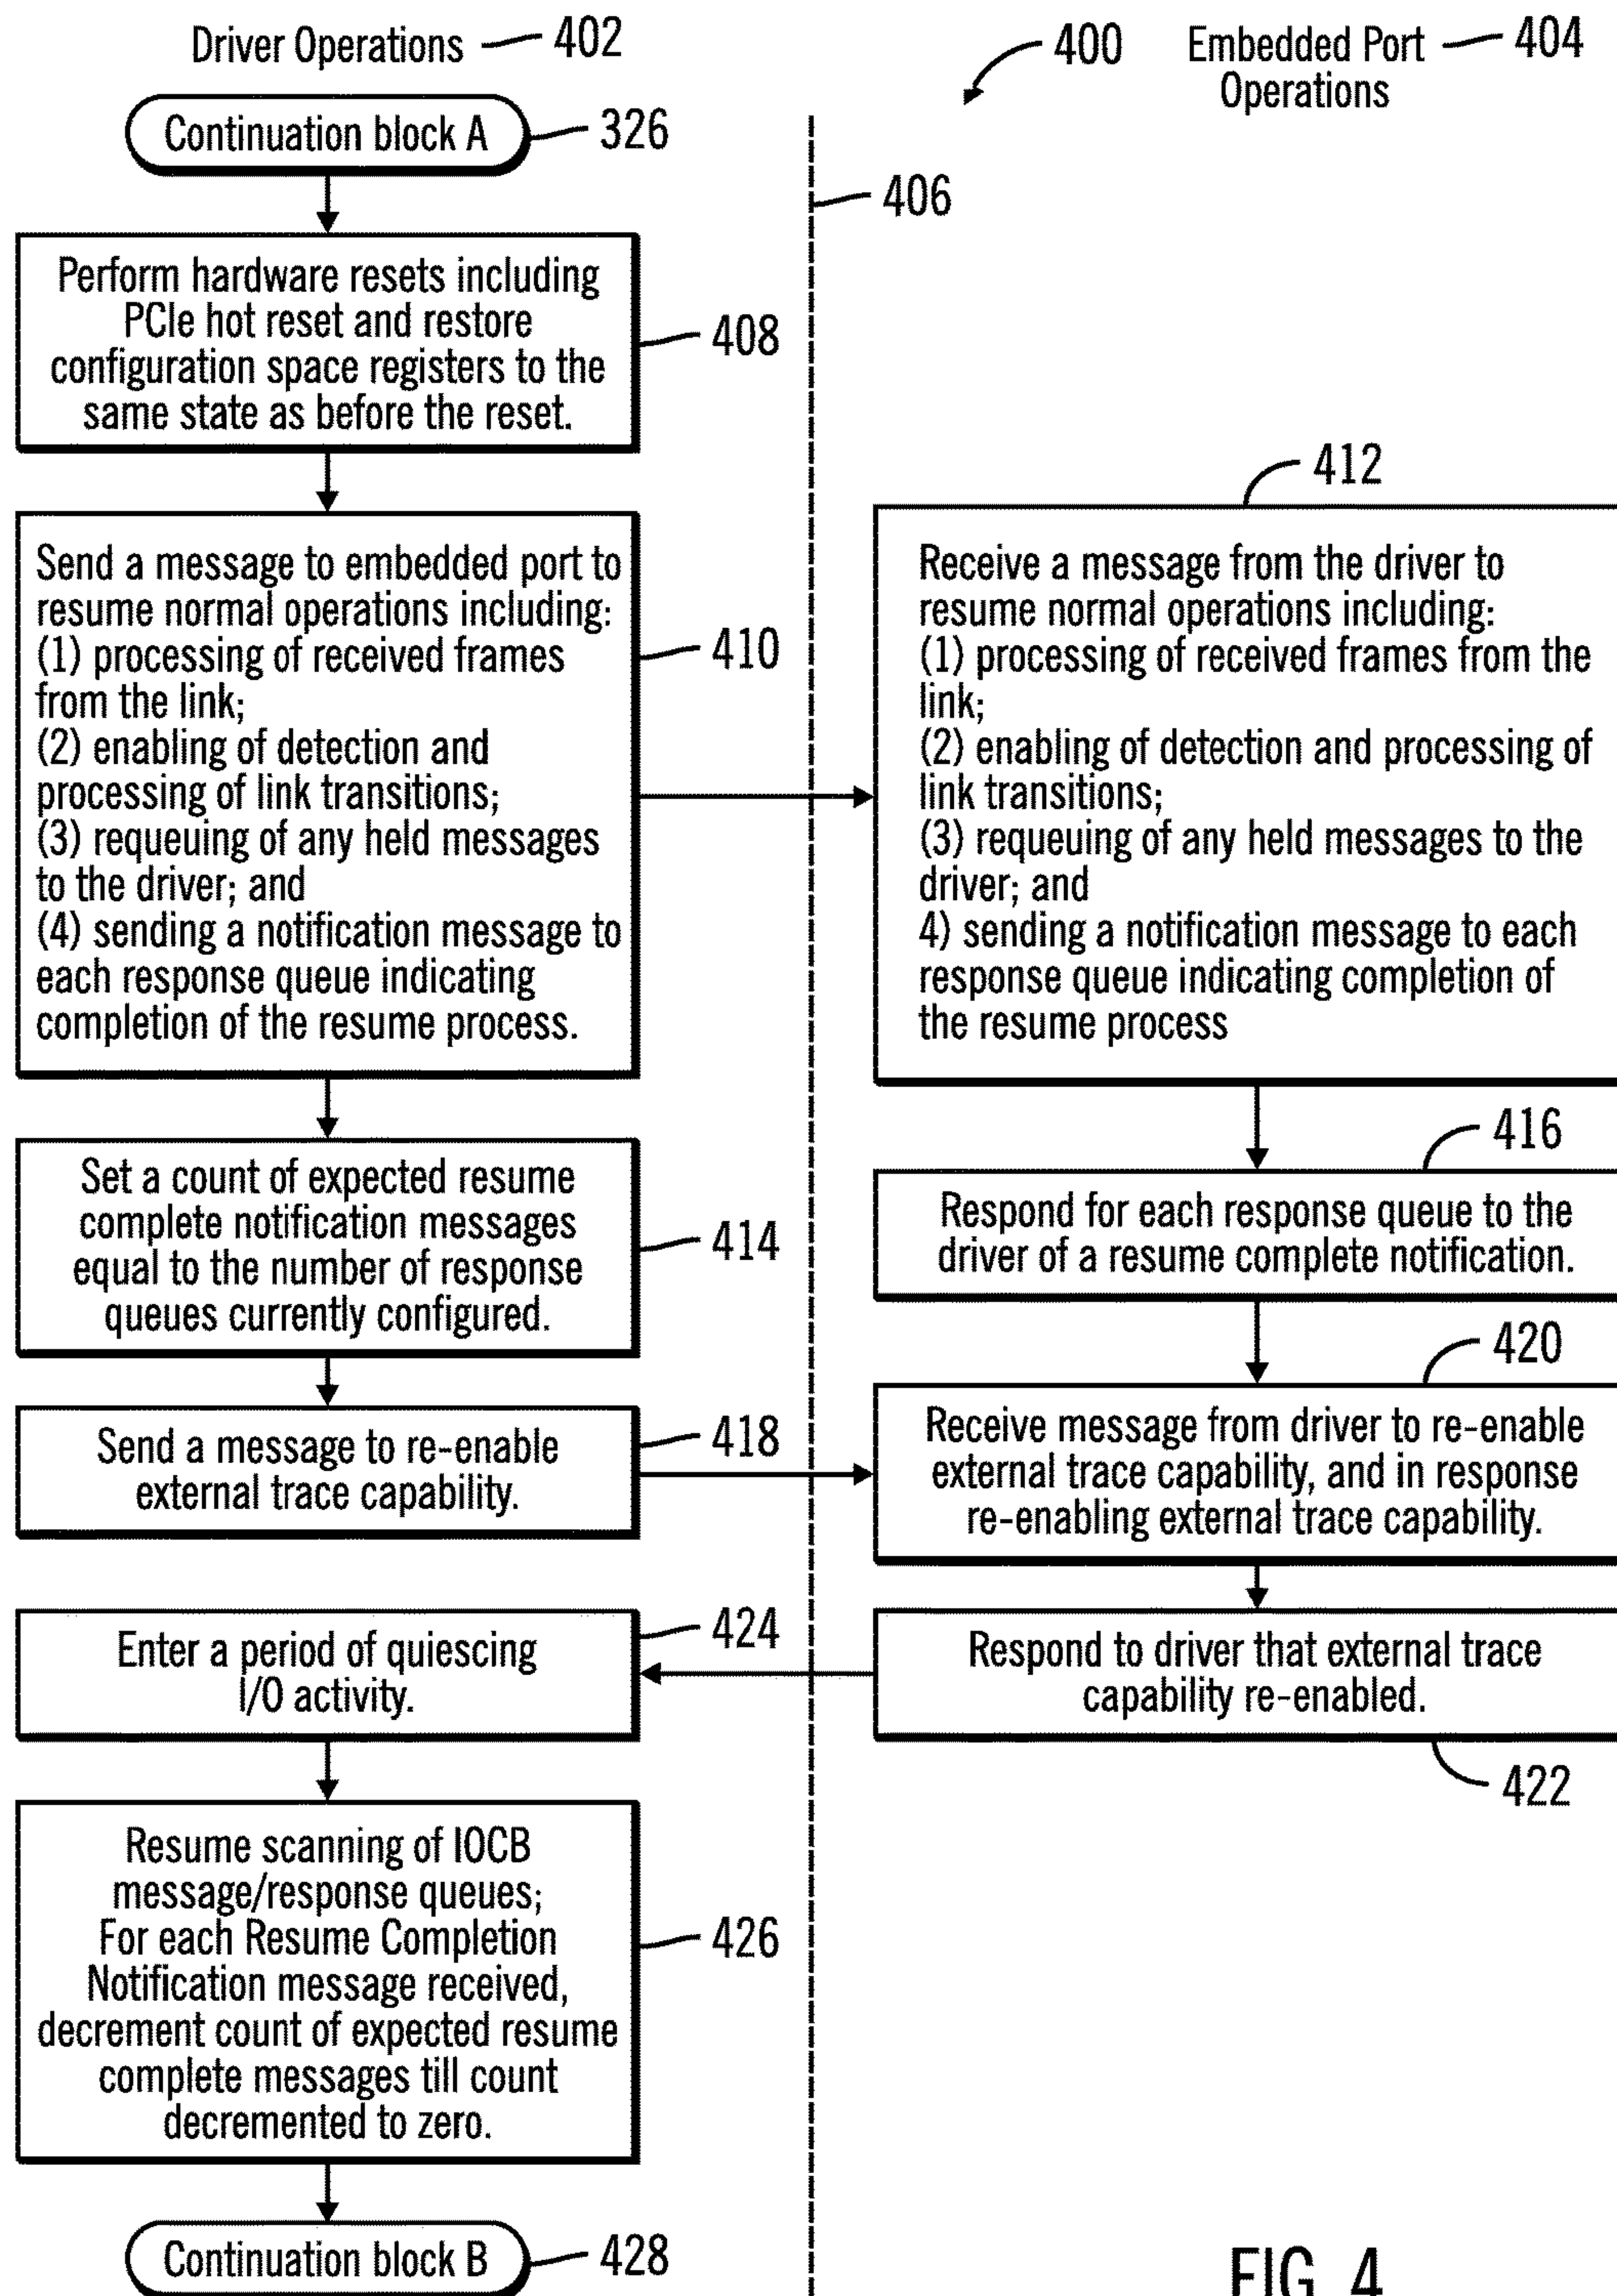 Driver Operations 402
400
Embedded Port 404
Operations
Continuation block A 326
406
Perform hardware resets including
PCIe hot reset and restore
configuration space registers to the
same state as before the reset.
408
Send a message to embedded port to
resume normal operations including:
(1) processing of received frames
from the link;
(2) enabling of detection and
processing of link transitions;
(3) requeuing of any held messages
to the driver; and
(4) sending a notification message to
each response queue indicating
completion of the resume process.
410
412
Receive a message from the driver to
resume normal operations including:
(1) processing of received frames from the
link;
(2) enabling of detection and processing of
link transitions;
(3) requeuing of any held messages to the
driver; and
4) sending a notification message to each
response queue indicating completion of
the resume process
Set a count of expected resume
complete notification messages
equal to the number of response
queues currently configured.
414
416
Respond for each response queue to the
driver of a resume complete notification.
Send a message to re-enable
external trace capability.
418
420
Receive message from driver to re-enable
external trace capability, and in response
re-enabling external trace capability.
Enter a period of quiescing
I/O activity.
424
Respond to driver that external trace
capability re-enabled.
422
Resume scanning of IOCB
message/response queues;
For each Resume Completion
Notification message received,
decrement count of expected resume
complete messages till count
decremented to zero.
426
Continuation block B 428
FIG. 4